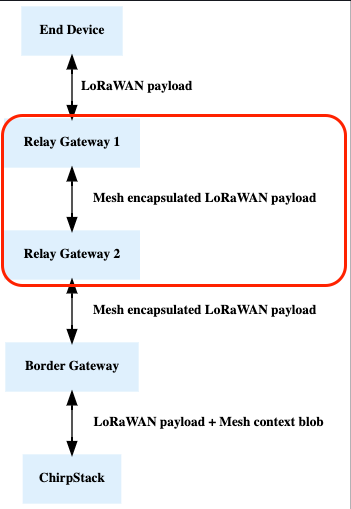 End Device
LoRaWAN payload
Relay Gateway 1
Mesh encapsulated LoRaWAN payload
Relay Gateway 2
Mesh encapsulated LoRaWAN payload
Border Gateway
LoRaWAN payload + Mesh context blob
ChirpStack